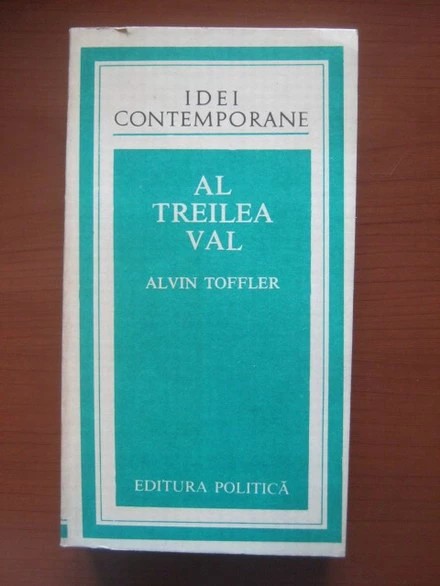 IDEI
CONTEMPORANE
AL
TREILEA
VAL
ALVIN TOFFLER
EDITURA POLITICĂ